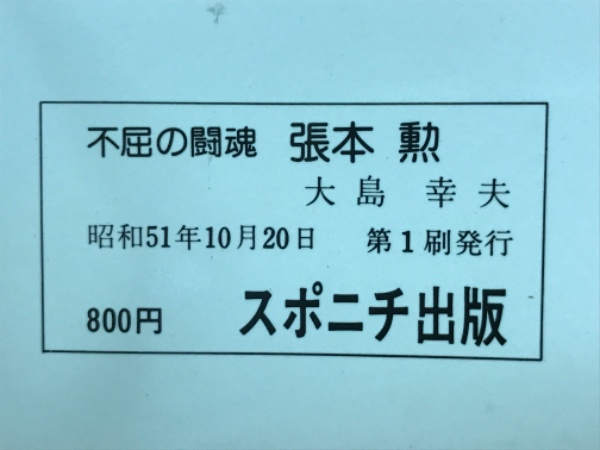 不屈の闘魂 張本 勲
大島 幸夫
昭和51年10月20日 第1刷発行
800円 スポニチ出版